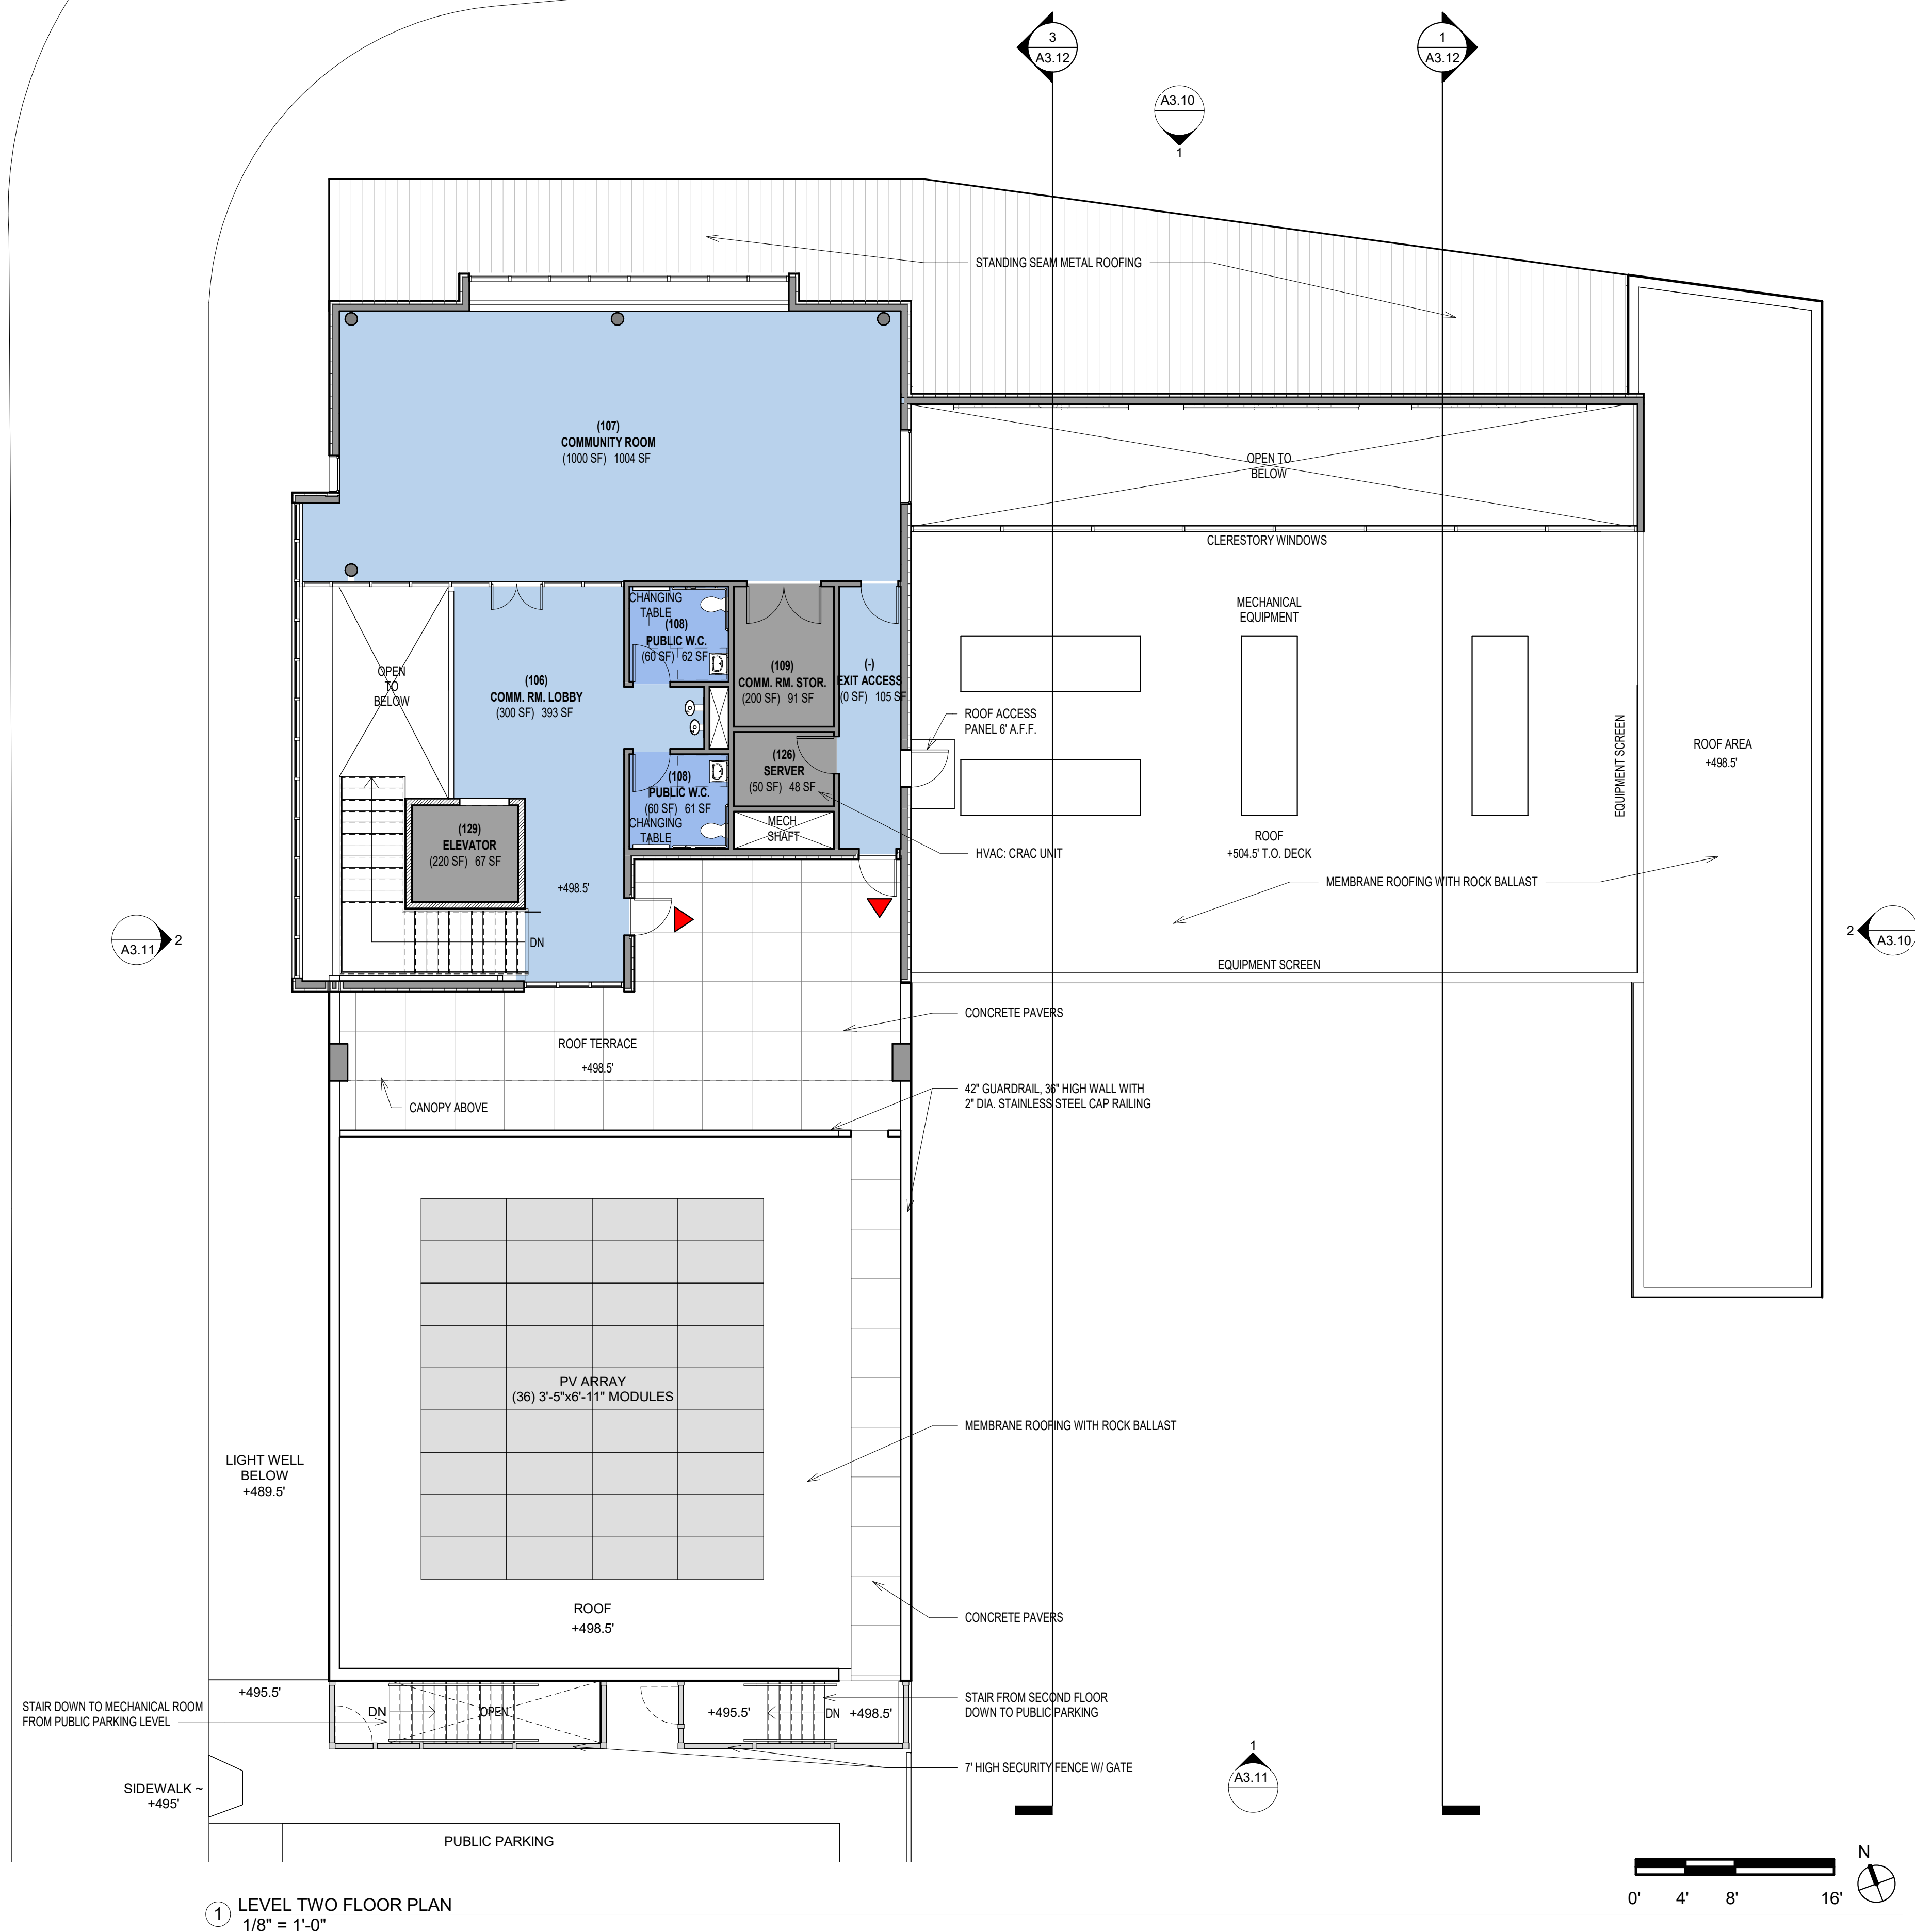 3
A3.12
1
A3.12
A3.10
1
STANDING SEAM METAL ROOFING
(107)
COMMUNITY ROOM
(1000 SF) 1004 SF
OPEN TO
BELOW
CLERESTORY WINDOWS
CHANGING
TABLE
(108)
PUBLIC W.C.
(60 SF) 62 SF
MECHANICAL
EQUIPMENT
OPEN
TO
BELOW
(106)
COMM. RM. LOBBY
(300 SF) 393 SF
(109)
COMM. RM. STOR.
(200 SF) 91 SF
(-)
EXIT ACCESS
(0 SF) 105 SF
ROOF ACCESS
PANEL 6' A.F.F.
EQUIPMENT SCREEN
ROOF AREA
+498.5'
(126)
SERVER
(50 SF) 48 SF
(108)
PUBLIC W.C.
(60 SF) 61 SF
CHANGING
TABLE
MECH.
SHAFT
(129)
ELEVATOR
(220 SF) 67 SF
HVAC: CRAC UNIT
ROOF
+504.5' T.O. DECK
MEMBRANE ROOFING WITH ROCK BALLAST
+498.5'
DN
A3.11
2
2
A3.10
EQUIPMENT SCREEN
CONCRETE PAVERS
ROOF TERRACE
+498.5'
CANOPY ABOVE
42" GUARDRAIL, 36" HIGH WALL WITH
2" DIA. STAINLESS STEEL CAP RAILING
PV ARRAY
(36) 3'-5"x6'-11" MODULES
MEMBRANE ROOFING WITH ROCK BALLAST
LIGHT WELL
BELOW
+489.5'
ROOF
+498.5'
CONCRETE PAVERS
+495.5'
STAIR DOWN TO MECHANICAL ROOM
FROM PUBLIC PARKING LEVEL
DN
OPEN
+495.5'
DN
+498.5'
STAIR FROM SECOND FLOOR
DOWN TO PUBLIC PARKING
7' HIGH SECURITY FENCE W/ GATE
1
A3.11
SIDEWALK ~
+495'
PUBLIC PARKING
N
0' 4' 8' 16'
1 LEVEL TWO FLOOR PLAN
1/8" = 1'-0"